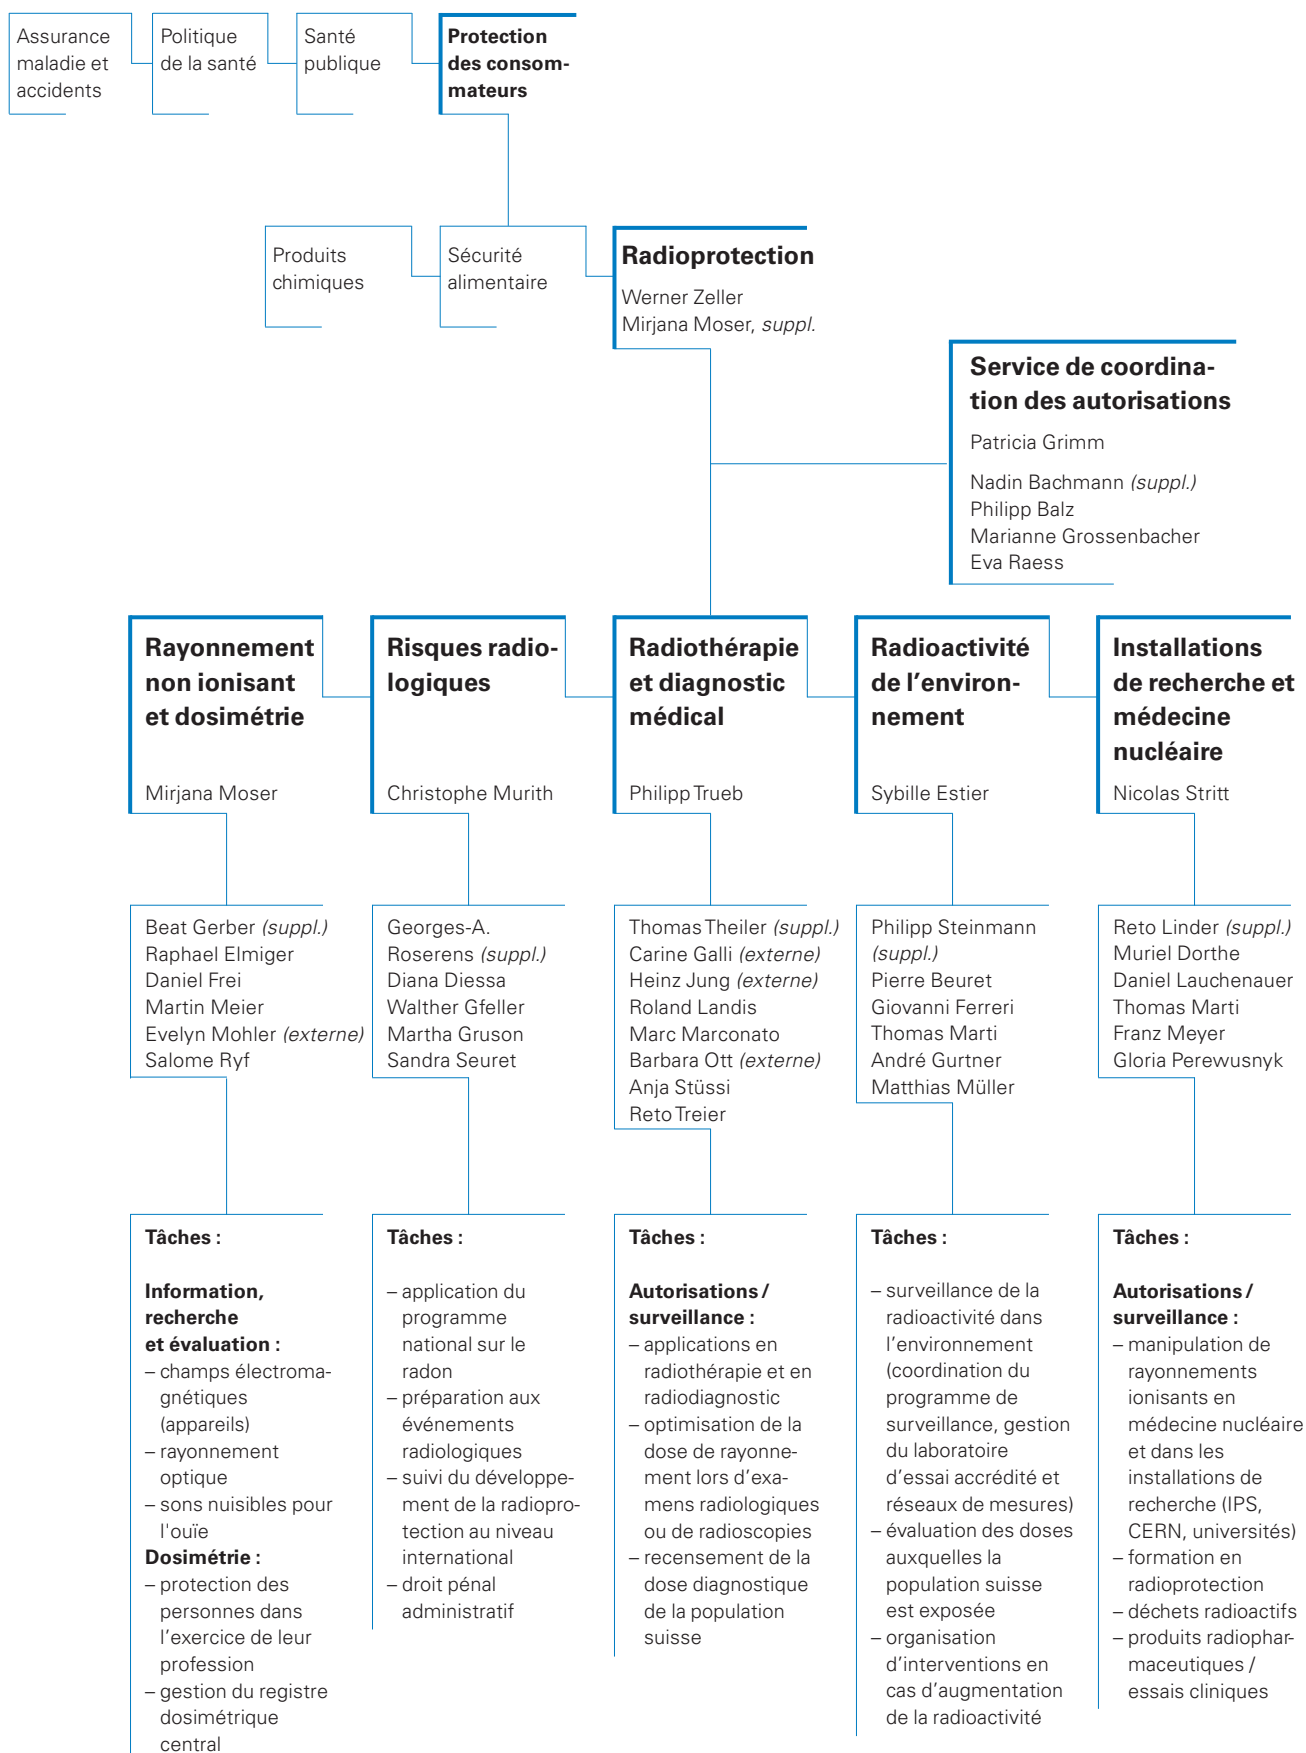 Assurance
maladie et
accidents
Politique
de la santé
Santé
publique
Protection
des consom-
mateurs
Produits
chimiques
Sécurité
alimentaire
Radioprotection
Werner Zeller
Mirjana Moser, suppl.
Service de coordina-
tion des autorisations
Patricia Grimm
Nadin Bachmann (suppl.)
Philipp Balz
Marianne Grossenbacher
Eva Raess
Rayonnement
non ionisant
et dosimétrie
Mirjana Moser
Risques radio-
logiques
Christophe Murith
Radiothérapie
et diagnostic
médical
Philipp Trueb
Radioactivité
de l’environ-
nement
Sybille Estier
Installations
de recherche et
médecine
nucléaire
Nicolas Stritt
Beat Gerber (suppl.)
Raphael Elmiger
Daniel Frei
Martin Meier
Evelyn Mohler (externe)
Salome Ryf
Georges-A.
Roserens (suppl.)
Diana Diessa
Walther Gfeller
Martha Gruson
Sandra Seuret
Thomas Theiler (suppl.)
Carine Galli (externe)
Heinz Jung (externe)
Roland Landis
Marc Marconato
Barbara Ott (externe)
Anja Stüssi
Reto Treier
Philipp Steinmann
(suppl.)
Pierre Beuret
Giovanni Ferreri
Thomas Marti
André Gurtner
Matthias Müller
Reto Linder (suppl.)
Muriel Dorthe
Daniel Lauchenauer
Thomas Marti
Franz Meyer
Gloria Perewusnyk
Tâches :
Information,
recherche
et évaluation :
– champs électroma-
gnétiques
(appareils)
– rayonnement
optique
– sons nuisibles pour
l'ouïe
Dosimétrie :
– protection des
personnes dans
l’exercice de leur
profession
– gestion du registre
dosimétrique
central
Tâches :
– application du
programme
national sur le
radon
– préparation aux
événements
radiologiques
– suivi du développe-
ment de la radiopro-
tection au niveau
international
– droit pénal
administratif
Tâches :
Autorisations /
surveillance :
– applications en
radiothérapie et en
radiodiagnostic
– optimisation de la
dose de rayonne-
ment lors d’exa-
mens radiologiques
ou de radioscopies
– recensement de la
dose diagnostique
de la population
suisse
Tâches :
– surveillance de la
radioactivité dans
l’environnement
(coordination du
programme de
surveillance, gestion
du laboratoire
d’essai accrédité et
réseaux de mesures)
– évaluation des doses
auxquelles la
population suisse
est exposée
– organisation
d’interventions en
cas d’augmentation
de la radioactivité
Tâches :
Autorisations /
surveillance :
– manipulation de
rayonnements
ionisants en
médecine nucléaire
et dans les
installations de
recherche (IPS,
CERN, universités)
– formation en
radioprotection
– déchets radioactifs
– produits radiophar-
maceutiques /
essais cliniques